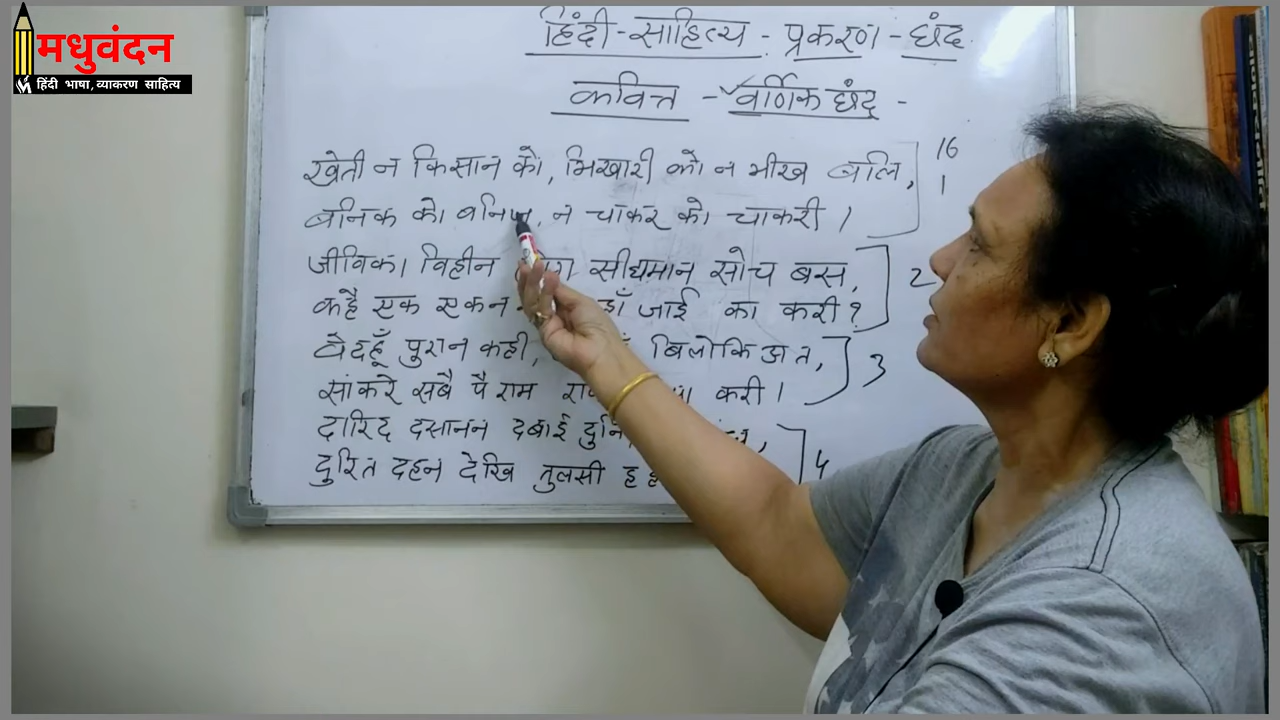 मधुवंदन
हिंदी भाषा,व्याकरण साहित्य
हिंदी-साहित्य - प्रकरण - छंद
कवित्त - ✓वर्णिक छंद -
खेती न किसान को, भिखारी को न भीख बलि, 16
बनिक को बनिज, न चाकर को चाकरी । 1
जीविका विहीन सीद्यमान सोच बस, 2
कहै एक एकन जाई का करी ?
बेदहूँ पुरान कही, बिलोकिअत, 3
सांकरे सबै पै राम करी ।
दारिद दसानन दबाई
दुरित दहन देखि तुलसी 4